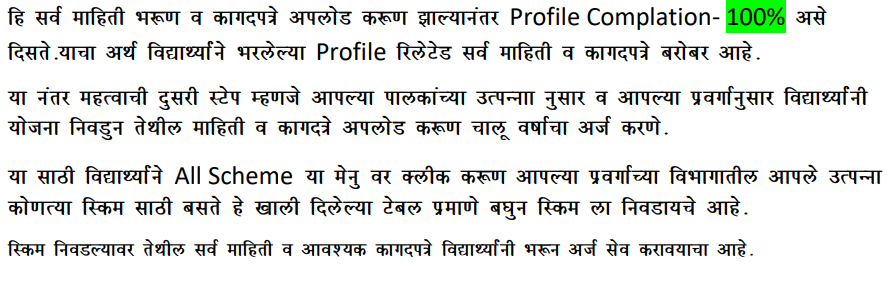 हि सर्व माहिती भरूण व कागदपत्रे अपलोड करूण झाल्यानंतर Profile Complation- 100% असे
दिसते.याचा अर्थ विद्यार्थ्याने भरलेल्या Profile रिलेटेड सर्व माहिती व कागदपत्रे बरोबर आहे.
या नंतर महत्वाची दुसरी स्टेप म्हणजे आपल्या पालकांच्या उत्पन्नाा नुसार व आपल्या प्रवर्गानुसार विद्यार्थ्यांनी
योजना निवडुन तेथील माहिती व कागदत्रे अपलोड करूण चालू वर्षाचा अर्ज करणे.
या साठी विद्यार्थ्याने All Scheme या मेनु वर क्लीक करूण आपल्या प्रवर्गाच्या विभागातील आपले उत्पन्ना
कोणत्या स्किम साठी बसते हे खाली दिलेल्या टेबल प्रमाणे बघुन स्किम ला निवडायचे आहे.
स्किम निवडल्यावर तेथील सर्व माहिती व आवश्यक कागदपत्रे विद्यार्थ्यांनी भरून अर्ज सेव करावयाचा आहे.